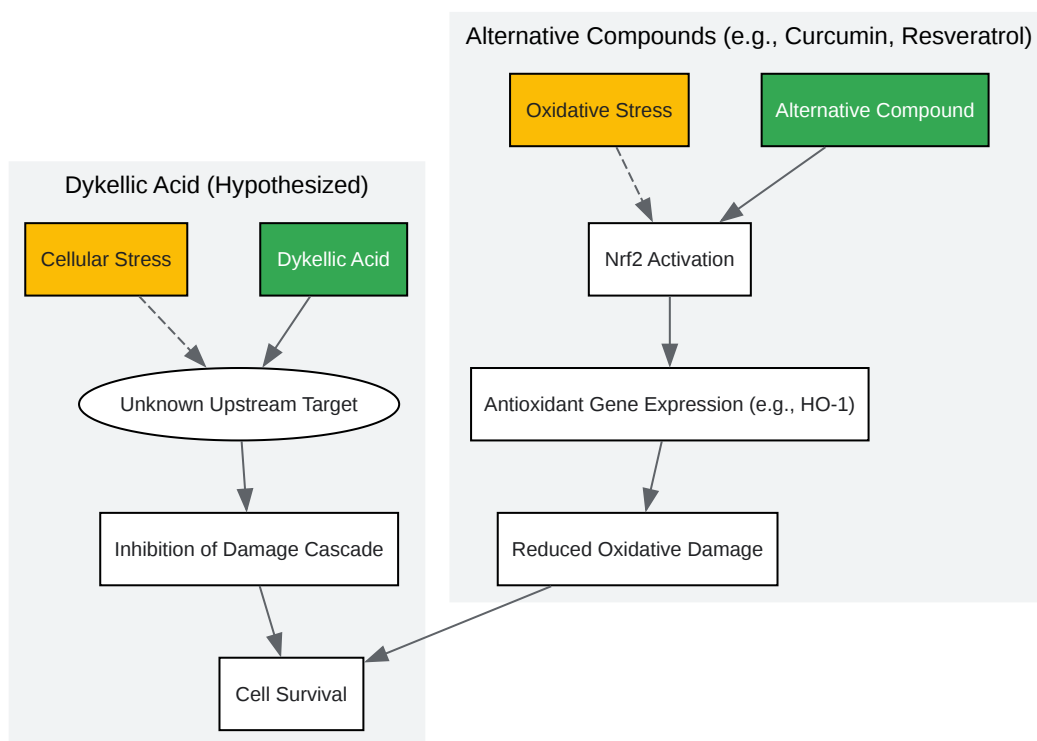 Alternative Compounds (e.g., Curcumin, Resveratrol)
Oxidative Stress
Alternative Compound
Dykellic Acid (Hypothesized)
Cellular Stress
Dykellic Acid
Nrf2 Activation
Unknown Upstream Target
Antioxidant Gene Expression (e.g., HO-1)
Inhibition of Damage Cascade
Reduced Oxidative Damage
Cell Survival